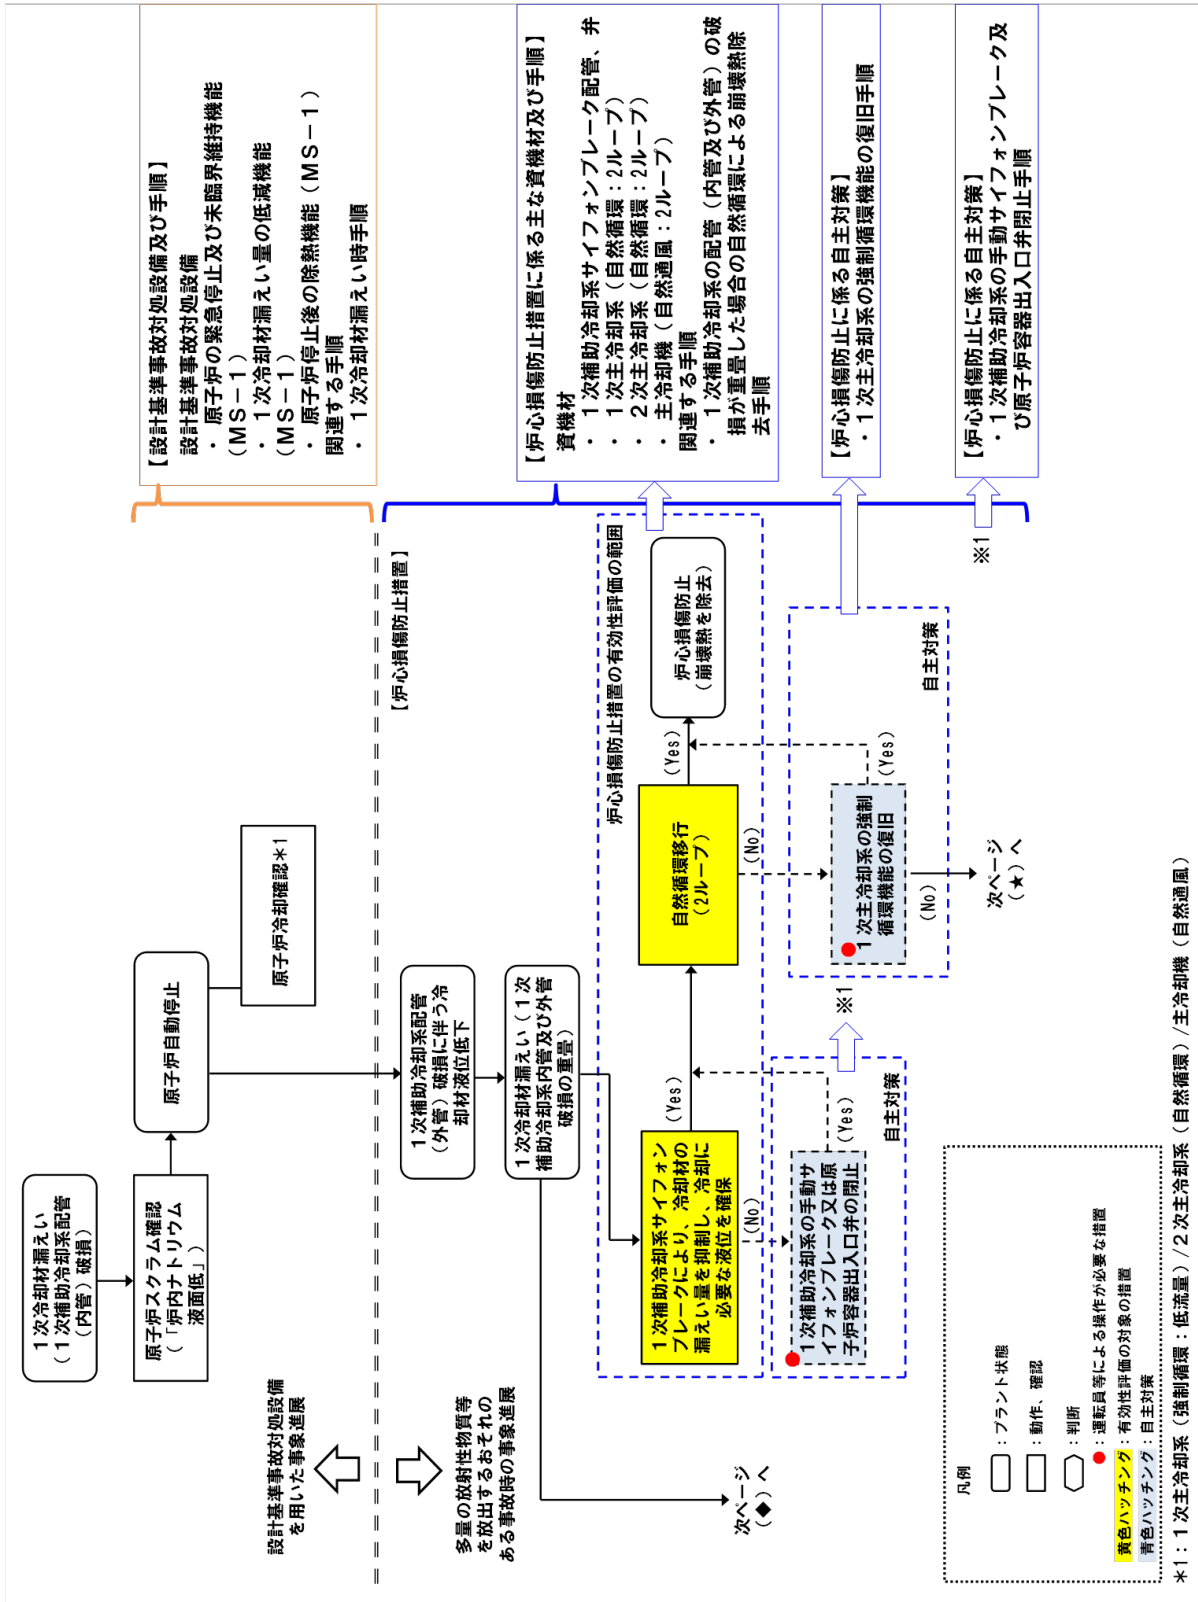 １次冷却材漏えい
（１次補助冷却系配管
（内管）破損）
原子炉スクラム確認
（「炉内ナトリウム
液面低」）
原子炉自動停止
原子炉冷却確認＊1
設計基準事故対処設備
を用いた事象進展
多量の放射性物質等
を放出するおそれの
ある事故時の事象進展
【炉心損傷防止措置】
１次補助冷却系配管
（外管）破損に伴う冷
却材液位低下
１次冷却材漏えい（１次
補助冷却系内管及び外管
破損の重畳）
次ページ
（◆）へ
炉心損傷防止措置の有効性評価の範囲
１次補助冷却系サイフォン
ブレークにより、冷却材の
漏えい量を抑制し、冷却に
必要な液位を確保
（Yes）
（No）
自然循環移行
（2ループ）
（Yes）
（No）
炉心損傷防止
（崩壊熱を除去）
１次補助冷却系の手動サ
イフォンブレーク又は原
子炉容器出入口弁の閉止
（Yes）
自主対策
※1
１次主冷却系の強制
循環機能の復旧
（Yes）
（No）
自主対策
次ページ
（★）へ
※1
【設計基準事故対処設備及び手順】
設計基準事故対処設備
・原子炉の緊急停止及び未臨界維持機能
（ＭＳ－１）
・１次冷却材漏えい量の低減機能
（ＭＳ－１）
・原子炉停止後の除熱機能（ＭＳ－１）
関連する手順
・１次冷却材漏えい時手順
【炉心損傷防止措置に係る主な資機材及び手順】
資機材
・１次補助冷却系サイフォンブレーク配管、弁
・１次主冷却系（自然循環：2ループ）
・２次主冷却系（自然循環：2ループ）
・主冷却機（自然通風：2ループ）
関連する手順
・１次補助冷却系の配管（内管及び外管）の破
損が重畳した場合の自然循環による崩壊熱除
去手順
【炉心損傷防止に係る自主対策】
・１次主冷却系の強制循環機能の復旧手順
【炉心損傷防止に係る自主対策】
・１次補助冷却系の手動サイフォンブレーク及
び原子炉容器出入口弁閉止手順
凡例
：プラント状態
：動作、確認
：判断
：運転員等による操作が必要な措置
黄色ハッチング：有効性評価の対象の措置
青色ハッチング：自主対策
＊1：１次主冷却系（強制循環：低流量）/２次主冷却系（自然循環）/主冷却機（自然通風）